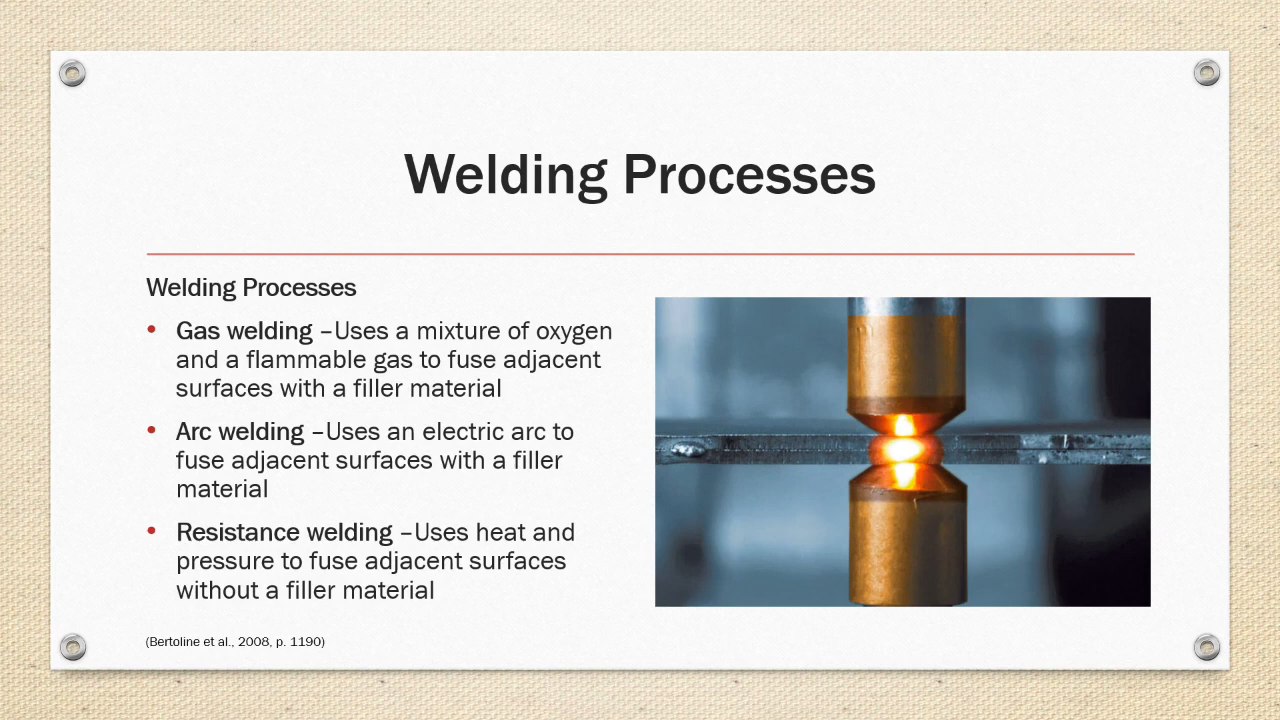 Welding Processes
Welding Processes
• Gas welding –Uses a mixture of oxygen
and a flammable gas to fuse adjacent
surfaces with a filler material
• Arc welding –Uses an electric arc to
fuse adjacent surfaces with a filler
material
• Resistance welding –Uses heat and
pressure to fuse adjacent surfaces
without a filler material
(Bertoline et al., 2008, p. 1190)